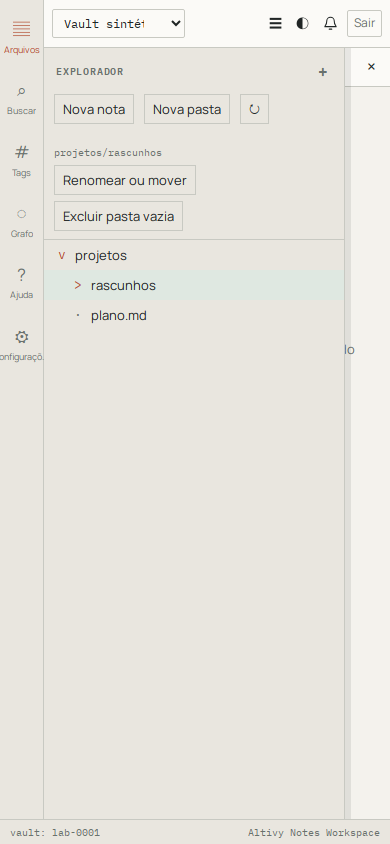 Vault sintét
Sair
Arquivos
Buscar
Tags
Grafo
Ajuda
onfiguraçõ
EXPLORADOR
Nova nota
Nova pasta
projetos/rascunhos
Renomear ou mover
Excluir pasta vazia
projetos
rascunhos
plano.md
lo
vault: lab-0001
Altivy Notes Workspace